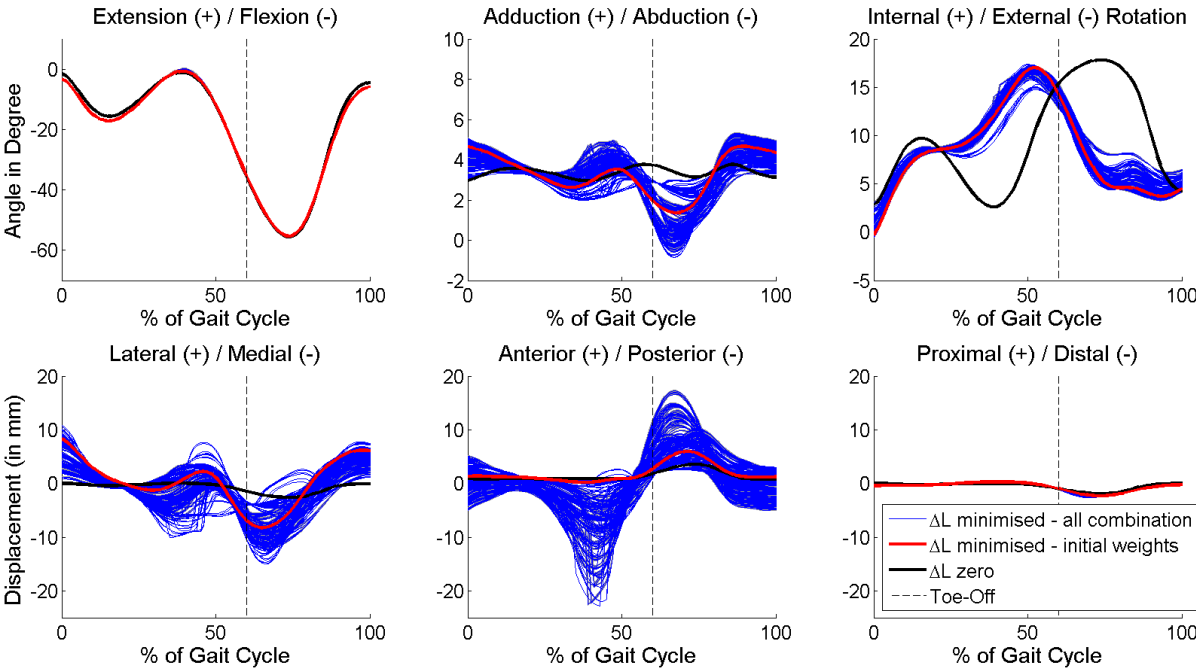 Extension (+) / Flexion (-)
Adduction (+) / Abduction (-)
Internal (+) / External (-) Rotation
Angle in Degree
0
-20
-40
-60
0
50
100
% of Gait Cycle
10
8
6
4
2
0
-2
0
50
100
% of Gait Cycle
20
15
10
5
0
-5
0
50
100
% of Gait Cycle
Lateral (+) / Medial (-)
Anterior (+) / Posterior (-)
Proximal (+) / Distal (-)
Displacement (in mm)
20
10
0
-10
-20
0
50
100
% of Gait Cycle
20
10
0
-10
-20
0
50
100
% of Gait Cycle
20
10
0
-10
-20
0
50
100
% of Gait Cycle
ΔL minimised - all combination
ΔL minimised - initial weights
ΔL zero
Toe-Off